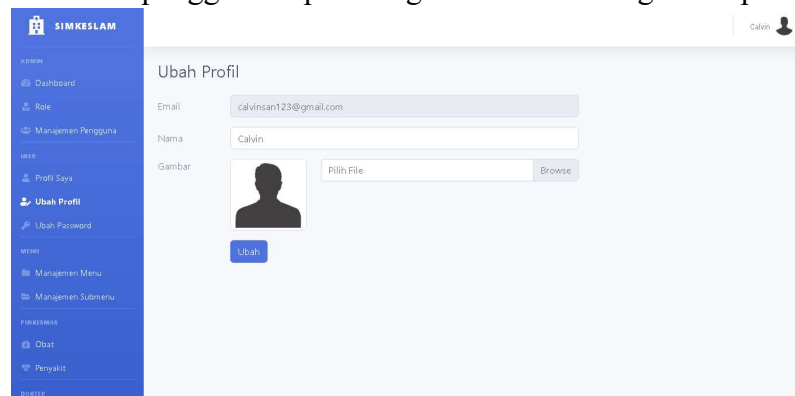 SIMKESLAM
Calvin
ADMIN
Dashboard
Role
Manajemen Pengguna
USER
Profil Saya
Ubah Profil
Ubah Password
MENU
Manajemen Menu
Manajemen Submenu
PUSKESMAS
Obat
Penyakit
DOKTER
Ubah Profil
Email
calvinsan123@gmail.com
Nama
Calvin
Gambar
Pilih File
Browse
Ubah